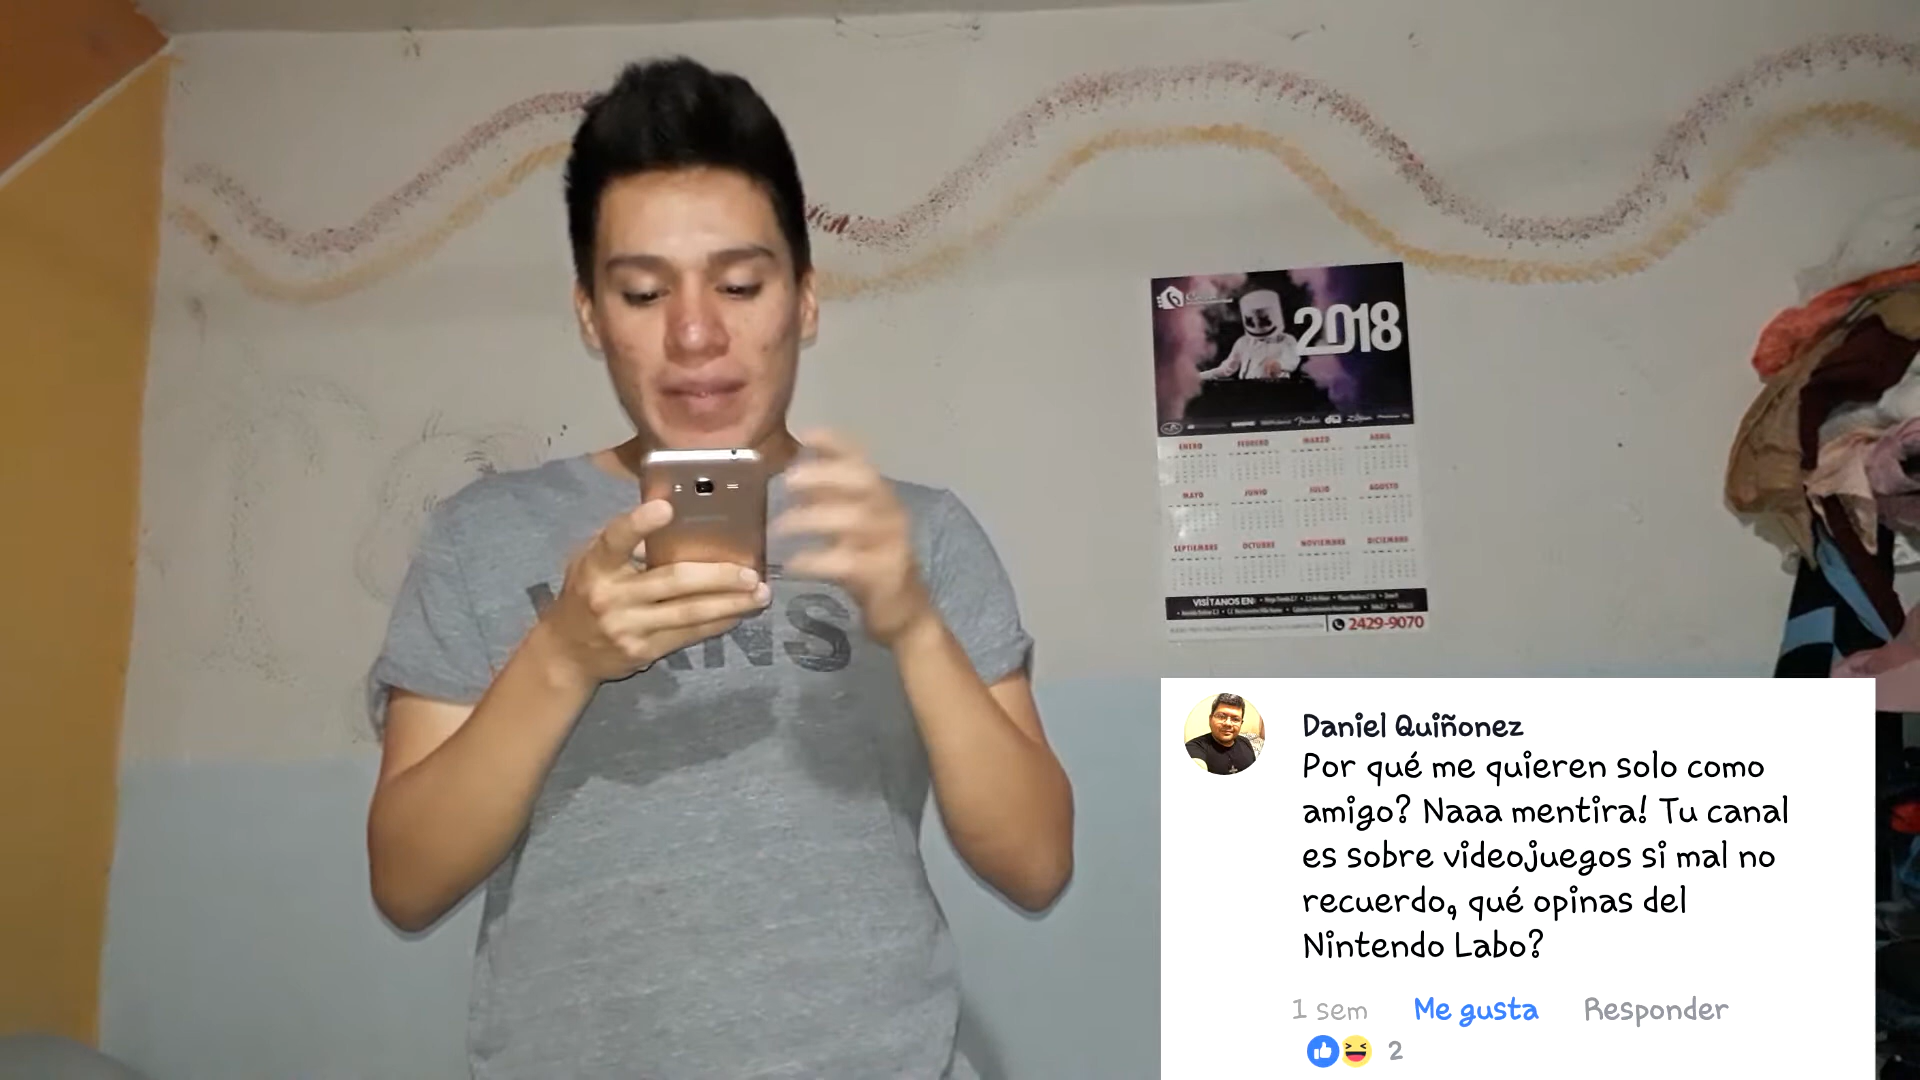 2018
ENERO FEBRERO MARZO ABRIL
MAYO JUNIO JULIO AGOSTO
SEPTIEMBRE OCTUBRE NOVIEMBRE DICIEMBRE
VISÍTANOS EN:
2429-9070
ANS
Daniel Quiñonez
Por qué me quieren solo como
amigo? Naaa mentira! Tu canal
es sobre videojuegos si mal no
recuerdo, qué opinas del
Nintendo Labo?
1 sem Me gusta Responder
2